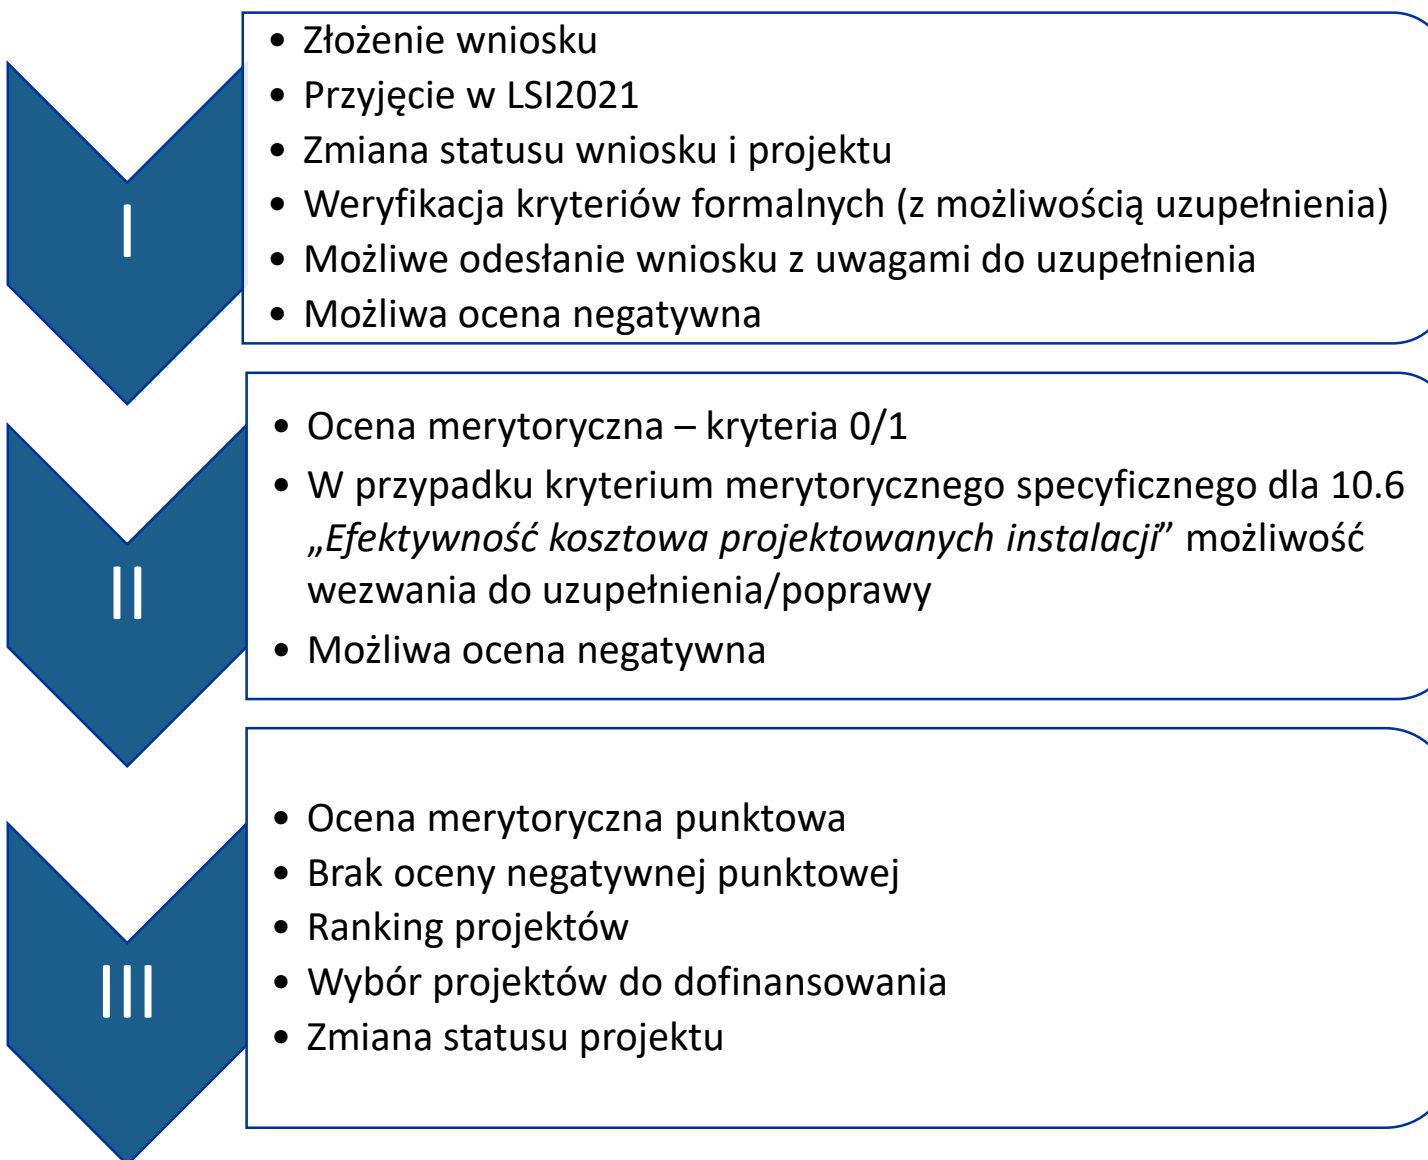 I
• Złożenie wniosku
• Przyjęcie w LSI2021
• Zmiana statusu wniosku i projektu
• Weryfikacja kryteriów formalnych (z możliwością uzupełnienia)
• Możliwe odesłanie wniosku z uwagami do uzupełnienia
• Możliwa ocena negatywna
II
• Ocena merytoryczna – kryteria 0/1
• W przypadku kryterium merytorycznego specyficznego dla 10.6
„Efektywność kosztowa projektowanych instalacji” możliwość
wezwania do uzupełnienia/poprawy
• Możliwa ocena negatywna
III
• Ocena merytoryczna punktowa
• Brak oceny negatywnej punktowej
• Ranking projektów
• Wybór projektów do dofinansowania
• Zmiana statusu projektu